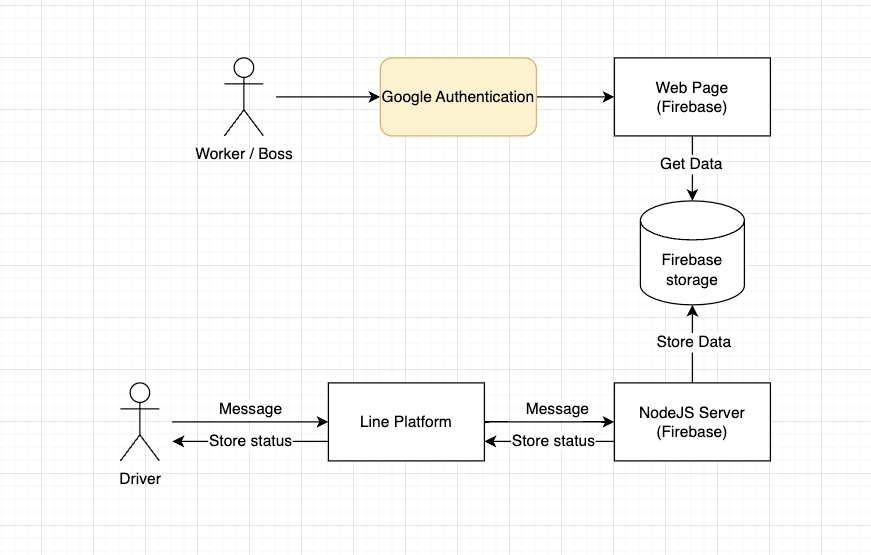 Google Authentication
Web Page
(Firebase)
Worker / Boss
Get Data
Firebase
storage
Store Data
Message
Message
Line Platform
NodeJS Server
(Firebase)
Store status
Store status
Driver